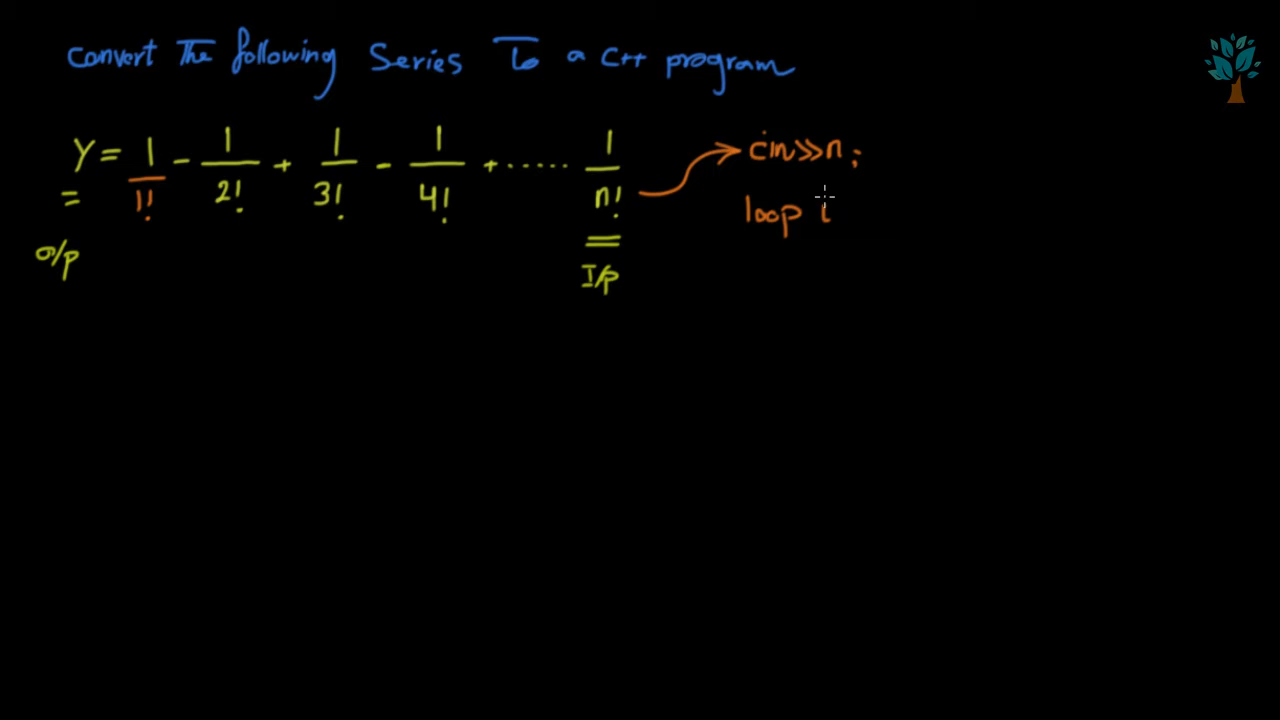 Convert The following Series To a C++ program
Y = 1/1! - 1/2! + 1/3! - 1/4! + ..... 1/n!
cin>>n;
loop i
o/p
I/p